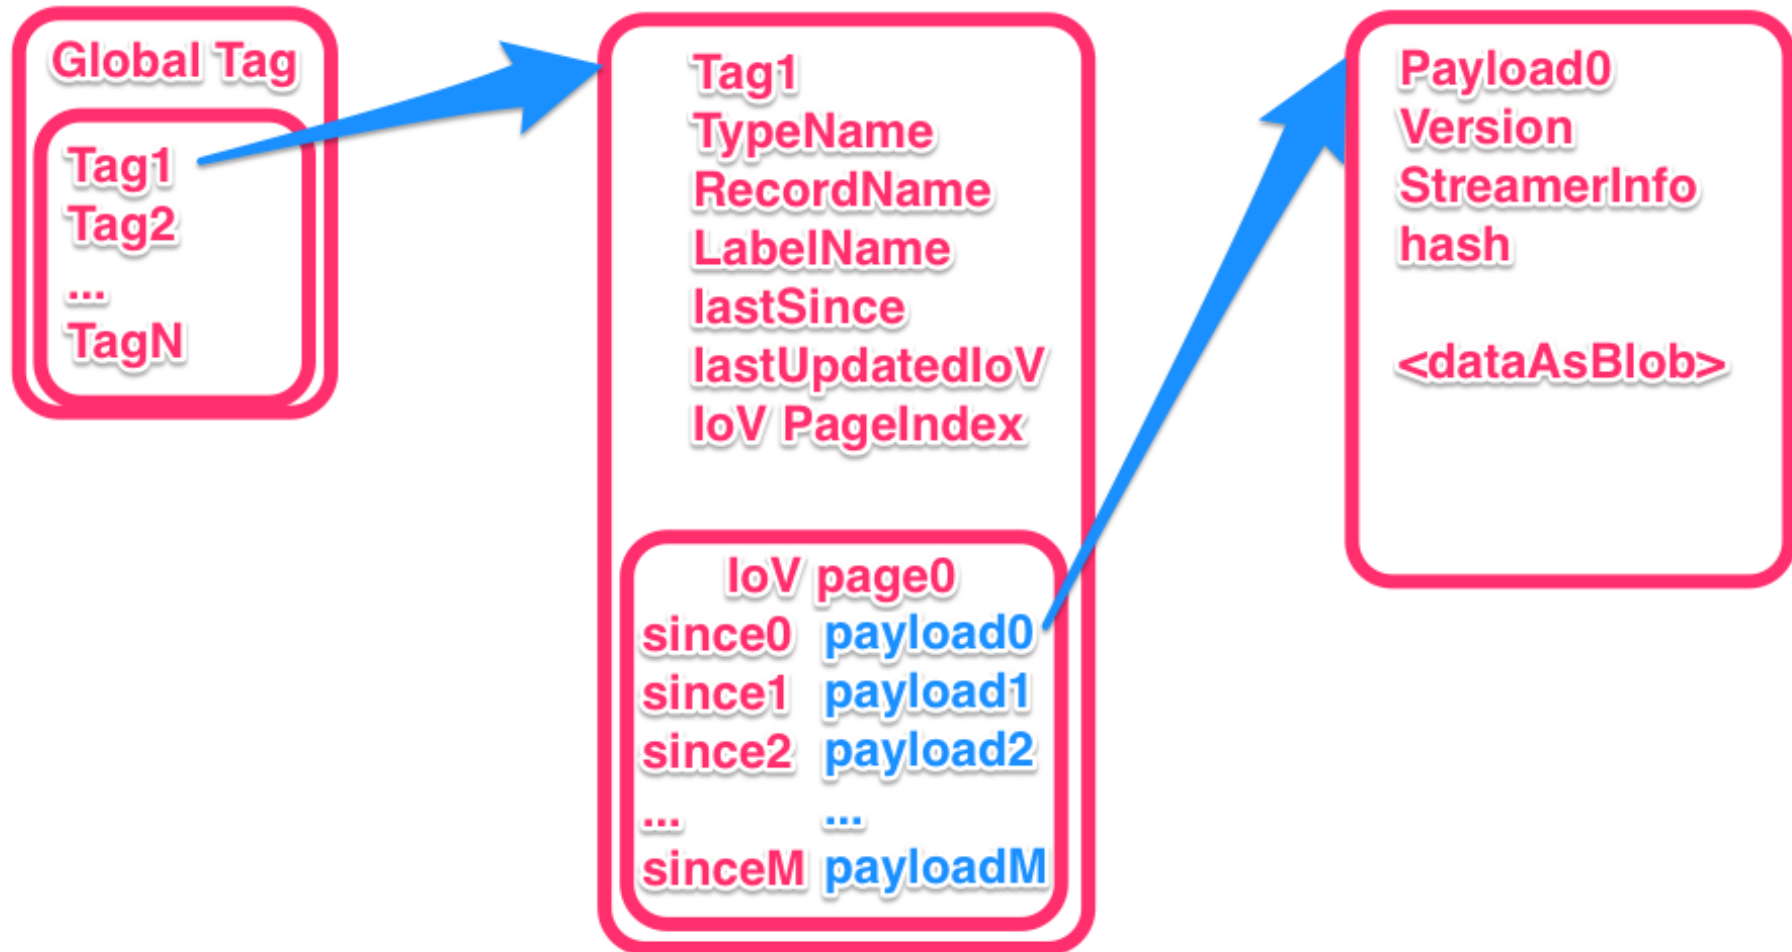 Global Tag
Tag1
Tag2
...
TagN
Tag1
TypeName
RecordName
LabelName
lastSince
lastUpdatedIoV
IoV PageIndex
IoV page0
since0 payload0
since1 payload1
since2 payload2
... ...
sinceM payloadM
Payload0
Version
StreamerInfo
hash
<dataAsBlob>